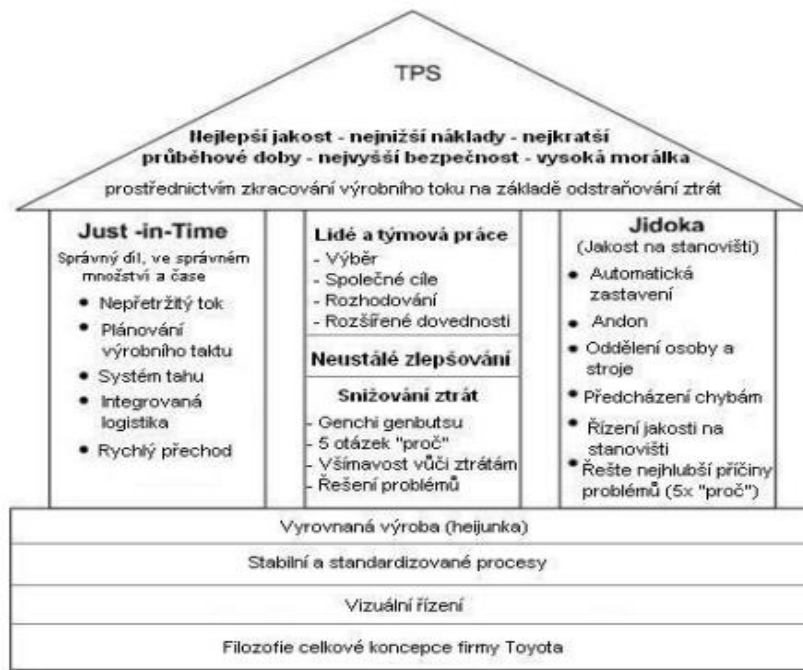 TPS
Nejlepší jakost - nejnižší náklady - nejkratší
průběhové doby - nejvyšší bezpečnost - vysoká morálka
prostřednictvím zkracování výrobního toku na základě odstraňování ztrát
Just -in-Time
Správný díl, ve správném
množství a čase
• Nepřetržitý tok
• Plánování
výrobního taktu
• Systém tahu
• Integrovaná
logistika
• Rychlý přechod
Lidé a týmová práce
- Výběr
- Společné cíle
- Rozhodování
- Rozšířené dovednosti
Neustálé zlepšování
Snižování ztrát
- Genchi genbutsu
- 5 otázek "proč"
- Všímavost vůči ztrátám
- Řešení problémů
Jidoka
(Jakost na stanovišti)
• Automatická
zastavení
• Andon
• Oddělení osoby a
stroje
• Předcházení chybám
• Řízení jakosti na
stanovišti
• Řešte nejhlubší příčiny
problémů (5x "proč")
Vyrovnaná výroba (heijunka)
Stabilní a standardizované procesy
Vizuální řízení
Filozofie celkové koncepce firmy Toyota